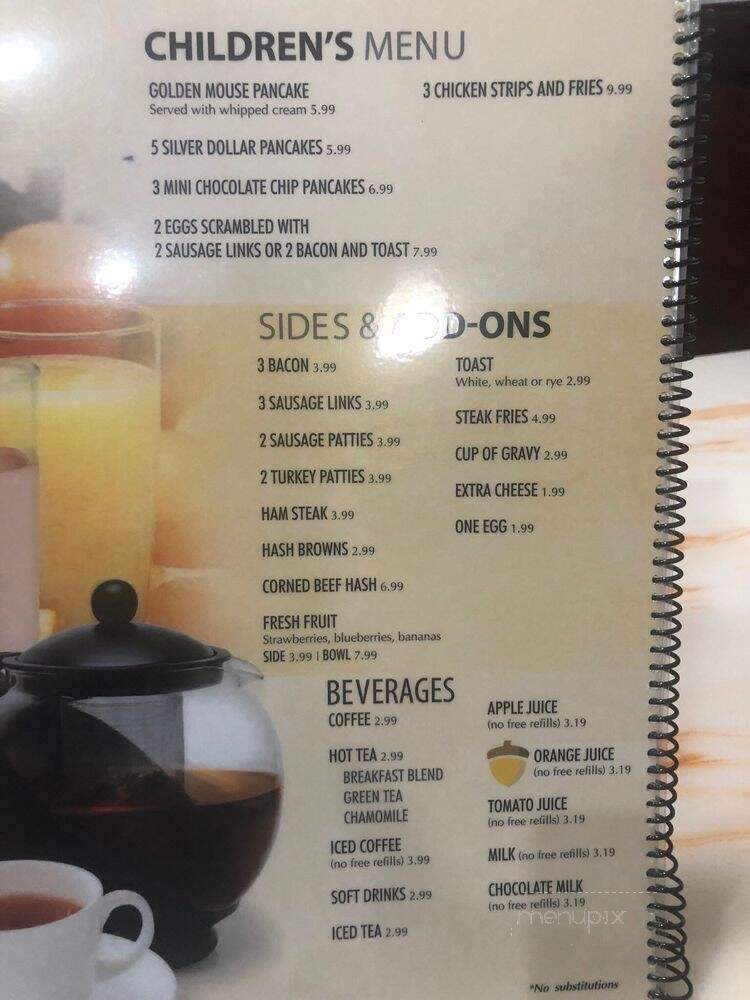 CHILDREN'S MENU
GOLDEN MOUSE PANCAKE
Served with whipped cream 5.99
5 SILVER DOLLAR PANCAKES 5.99
3 MINI CHOCOLATE CHIP PANCAKES 6.99
2 EGGS SCRAMBLED WITH
2 SAUSAGE LINKS OR 2 BACON AND TOAST 7.99
3 CHICKEN STRIPS AND FRIES 9.99
SIDES & ADD-ONS
3 BACON 3.99
3 SAUSAGE LINKS 3.99
2 SAUSAGE PATTIES 3.99
2 TURKEY PATTIES 3.99
HAM STEAK 3.99
HASH BROWNS 2.99
CORNED BEEF HASH 6.99
FRESH FRUIT
Strawberries, blueberries, bananas
SIDE 3.99 | BOWL 7.99
TOAST
White, wheat or rye 2.99
STEAK FRIES 4.99
CUP OF GRAVY 2.99
EXTRA CHEESE 1.99
ONE EGG 1.99
BEVERAGES
COFFEE 2.99
HOT TEA 2.99
BREAKFAST BLEND
GREEN TEA
CHAMOMILE
ICED COFFEE
(no free refills) 3.99
SOFT DRINKS 2.99
ICED TEA 2.99
APPLE JUICE
(no free refills) 3.19
ORANGE JUICE
(no free refills) 3.19
TOMATO JUICE
(no free refills) 3.19
MILK (no free refills) 3.19
CHOCOLATE MILK
(no free refills) 3.19
menupix
*No substitutions